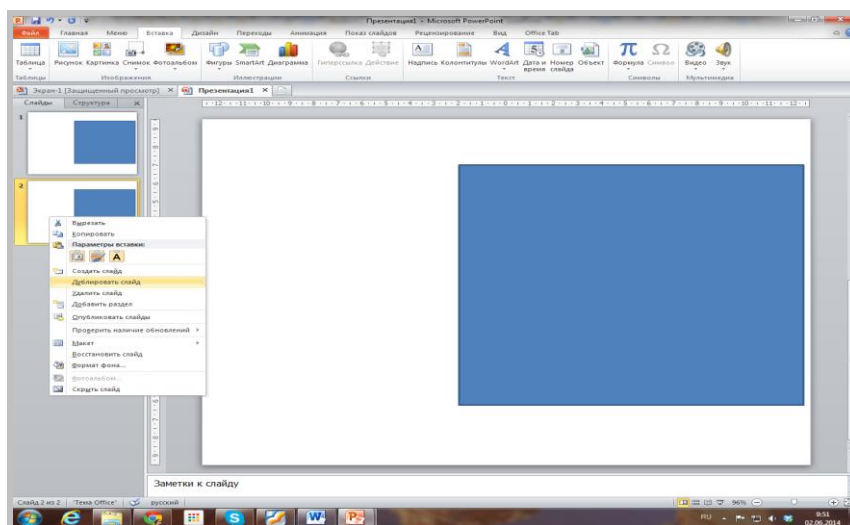 Презентация1 - Microsoft PowerPoint
Файл Главная Меню Вставка Дизайн Переходы Анимация Показ слайдов Рецензирование Вид Office Tab
Таблица Рисунок Картинка Снимок Фотоальбом Фигуры SmartArt Диаграмма Гиперссылка Действие Надпись Колонтитулы WordArt Дата и время Номер слайда Объект Формула Символ Видео Звук
Таблицы Изображения Иллюстрации Ссылки Текст Символы Мультимедиа
Экран-1 [Защищенный просмотр] Презентация1
Слайды Структура
1
2
Вырезать
Копировать
Параметры вставки:
Создать слайд
Дублировать слайд
Удалить слайд
Добавить раздел
Опубликовать слайды
Проверить наличие обновлений
Макет
Восстановить слайд
Формат фона...
Фотоальбом...
Скрыть слайд
Заметки к слайду
Слайд 2 из 2 "Тема Office" русский 96%
RU 9:51
02.06.2014